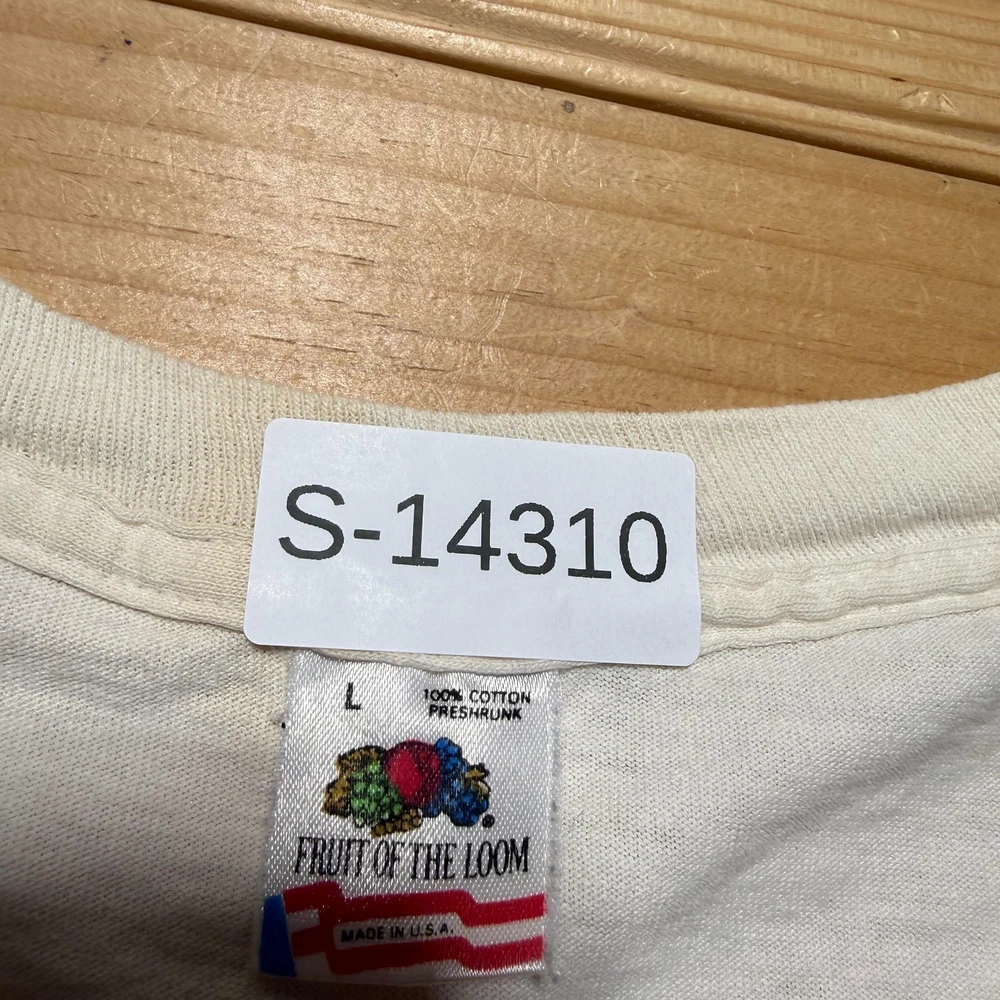 S-14310
L
100% COTTON
PRESHRUNK
®
FRUIT OF THE LOOM
MADE IN U.S.A.